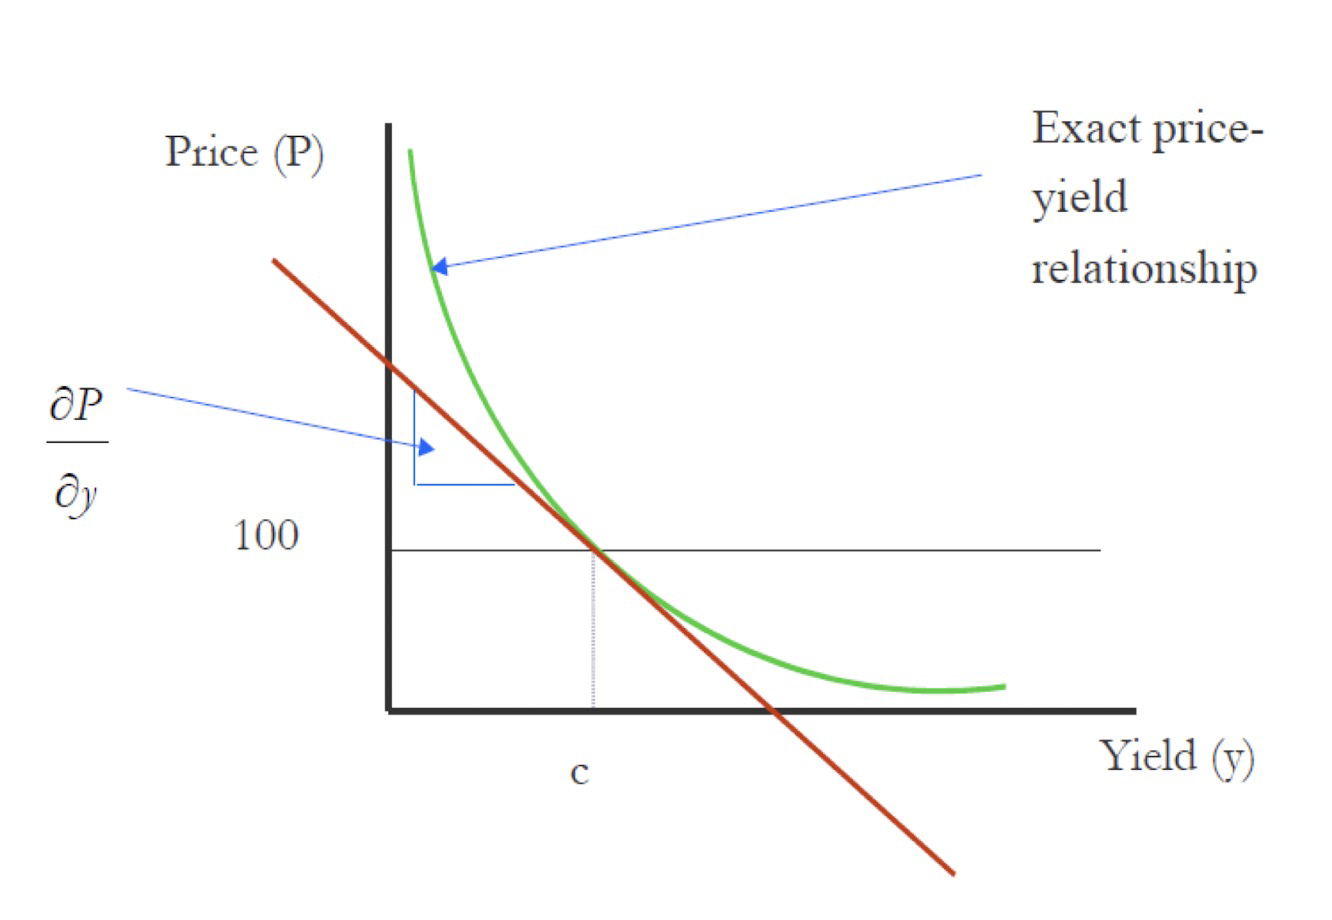 Price (P)
Exact price-
yield
relationship
∂P
∂y
100
c
Yield (y)